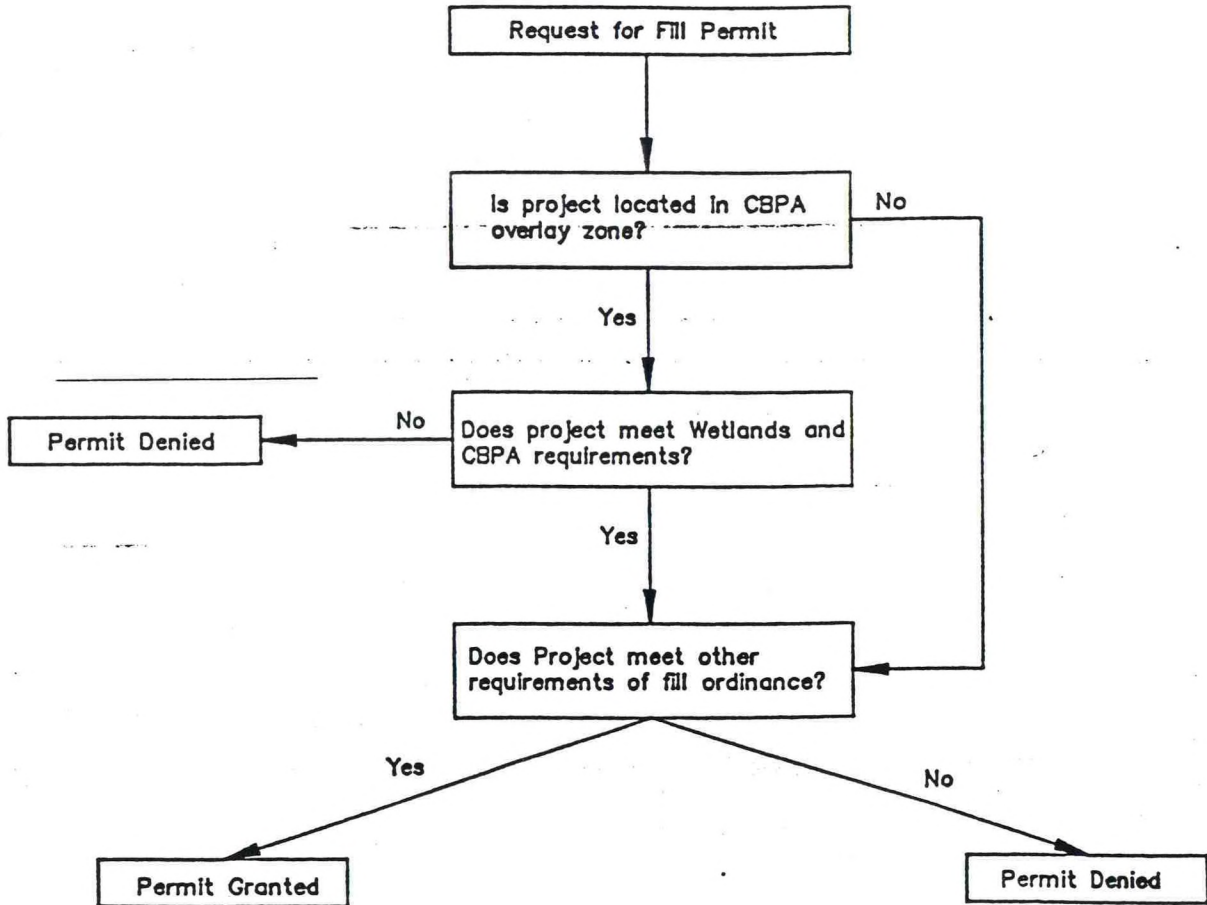 Request for Fill Permit
Is project located in CBPA
overlay zone?
No
Yes
Does project meet Wetlands and
CBPA requirements?
No
Permit Denied
Yes
Does Project meet other
requirements of fill ordinance?
Yes
No
Permit Granted
Permit Denied